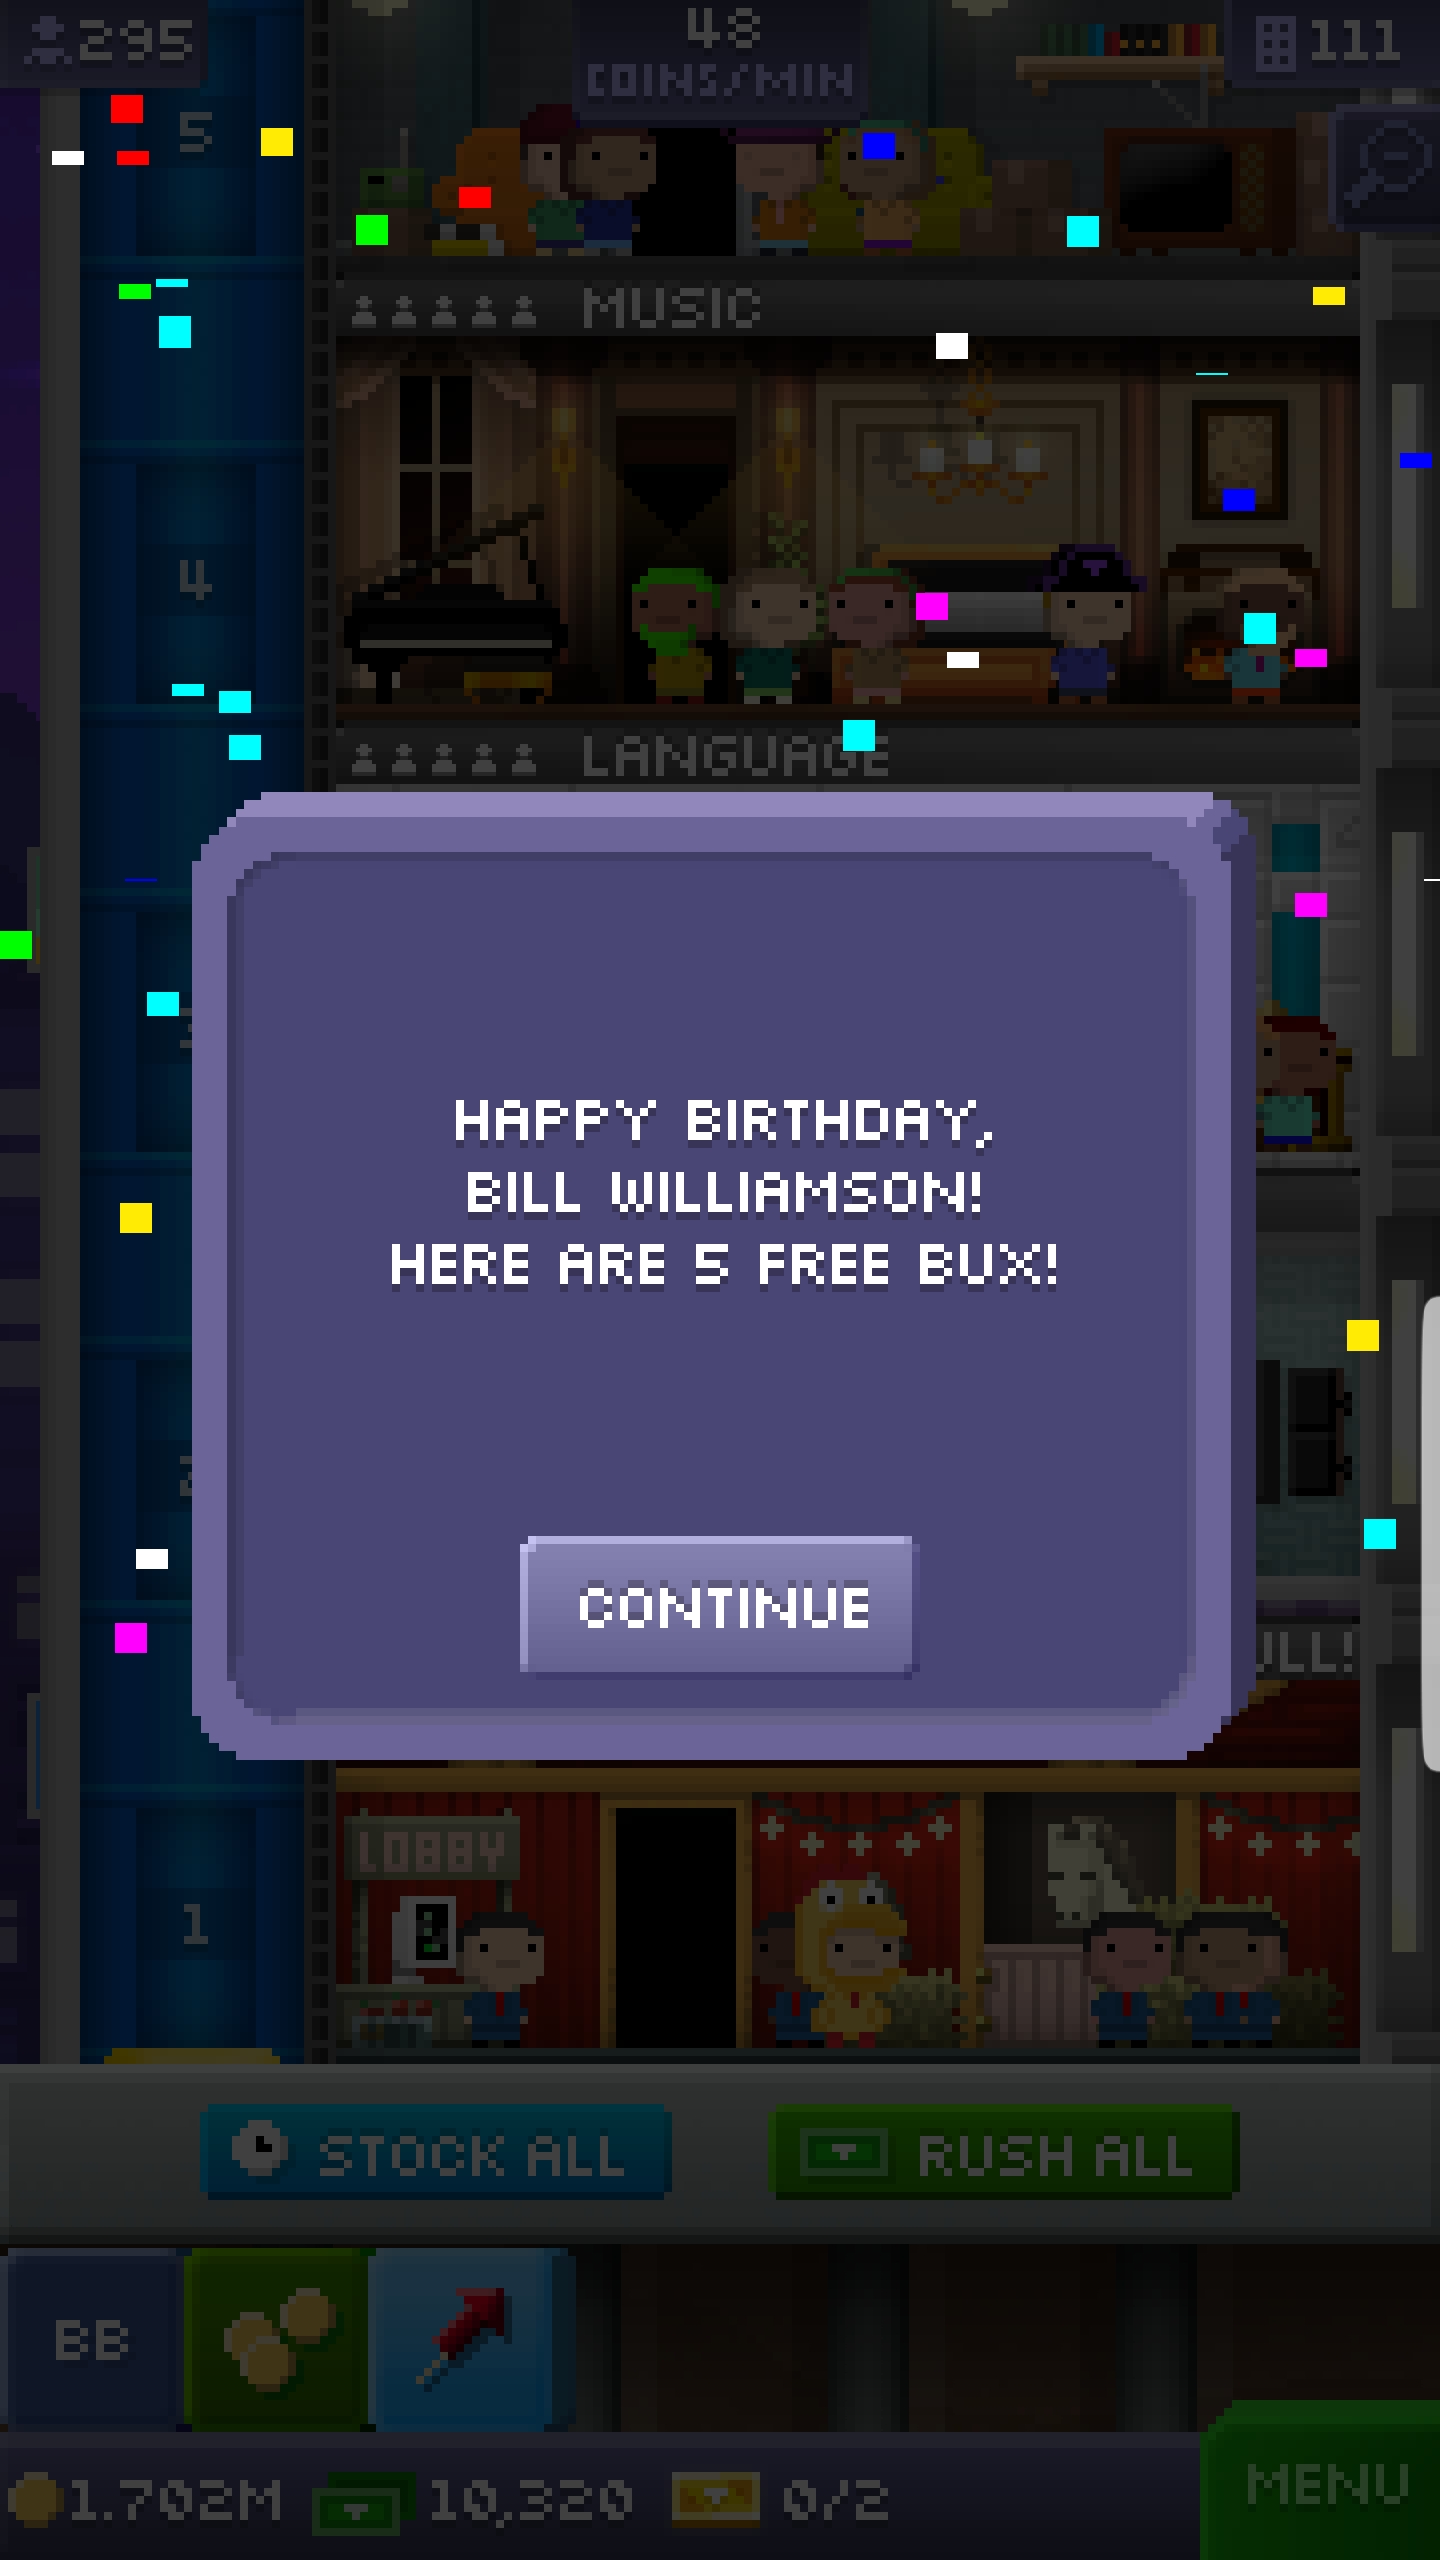 295
48
COINS/MIN
111
5
MUSIC
4
LANGUAGE
HAPPY BIRTHDAY,
BILL WILLIAMSON!
HERE ARE 5 FREE BUX!
CONTINUE
LOBBY
1
STOCK ALL
RUSH ALL
BB
1.702M
10,320
0/2
MENU